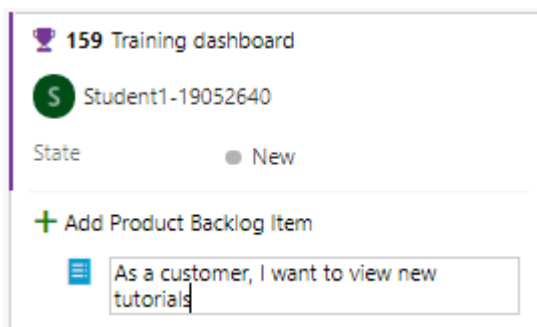 159 Training dashboard
S Student1-19052640
State New
Add Product Backlog Item
As a customer, I want to view new
tutorials